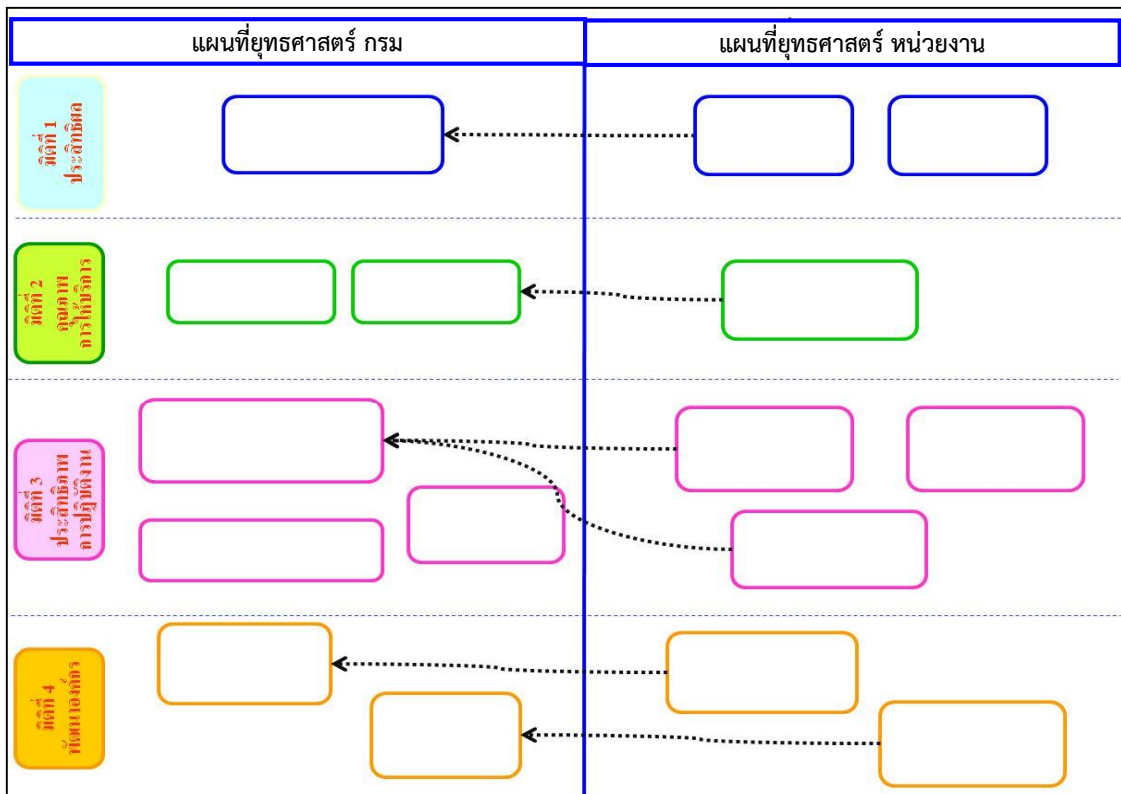 แผนที่ยุทธศาสตร์ กรม
แผนที่ยุทธศาสตร์ หน่วยงาน
มิติที่ 1
ประสิทธิผล
มิติที่ 2
คุณภาพ
การให้บริการ
มิติที่ 3
ประสิทธิภาพ
การปฏิบัติงาน
มิติที่ 4
พัฒนาองค์กร